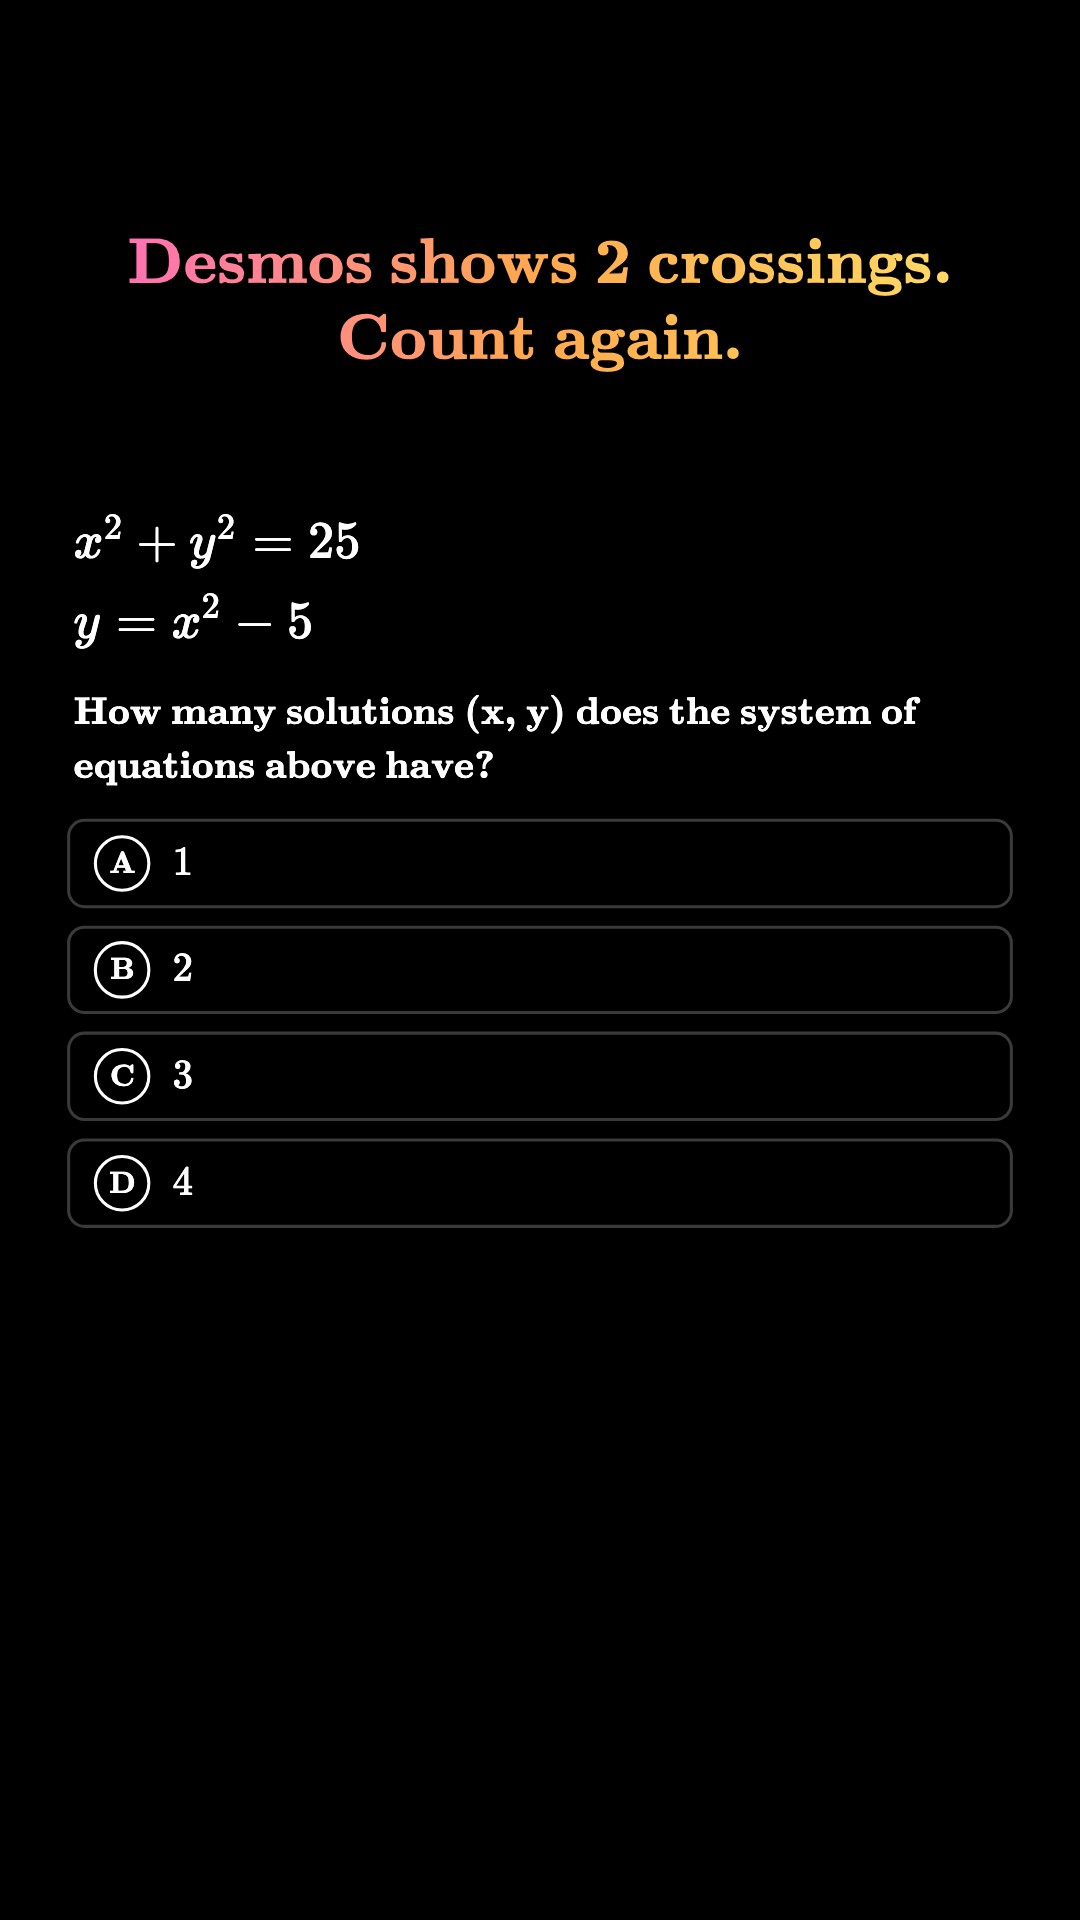 Desmos shows 2 crossings.
Count again.
x² + y² = 25
y = x² − 5
How many solutions (x, y) does the system of
equations above have?
A 1
B 2
C 3
D 4